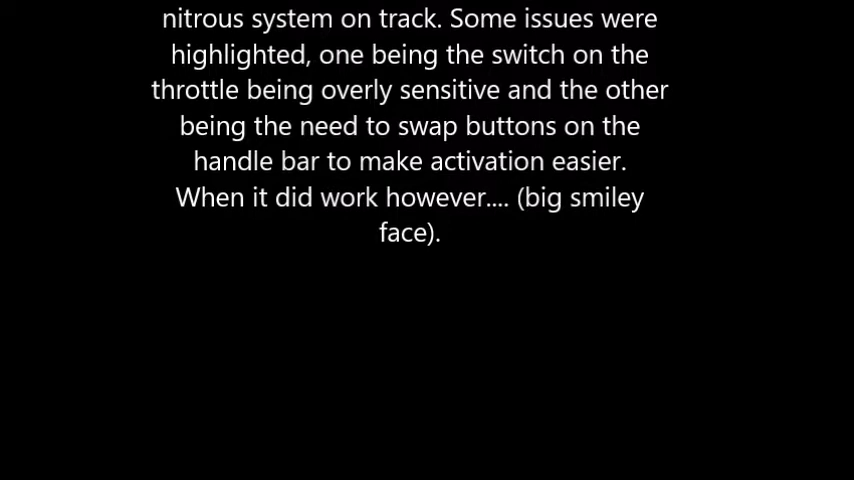 nitrous system on track. Some issues were
highlighted, one being the switch on the
throttle being overly sensitive and the other
being the need to swap buttons on the
handle bar to make activation easier.
When it did work however.... (big smiley
face).